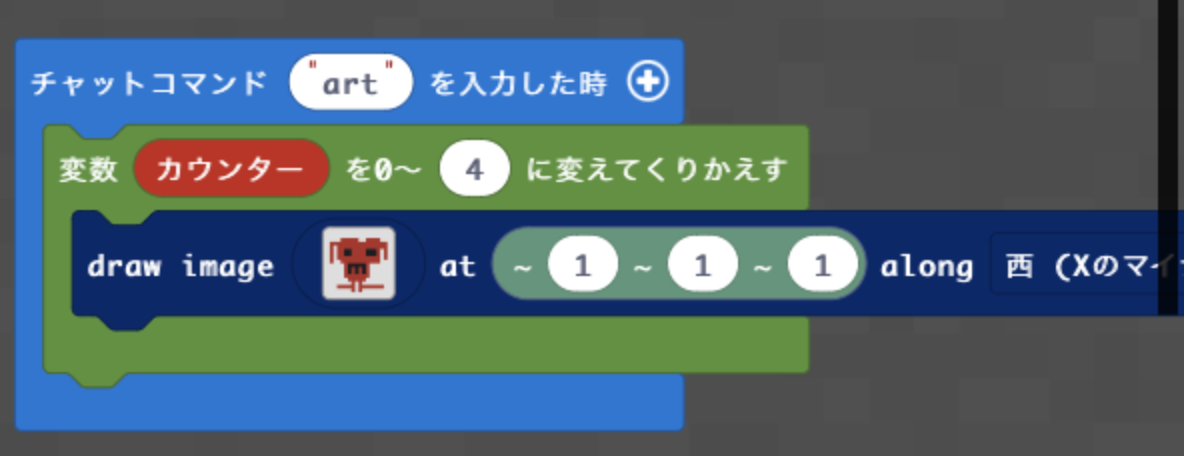 チャットコマンド "art" を入力した時
変数 カウンター を0〜 4 に変えてくりかえす
draw image at ~ 1 ~ 1 ~ 1 along 西 (Xのマイ